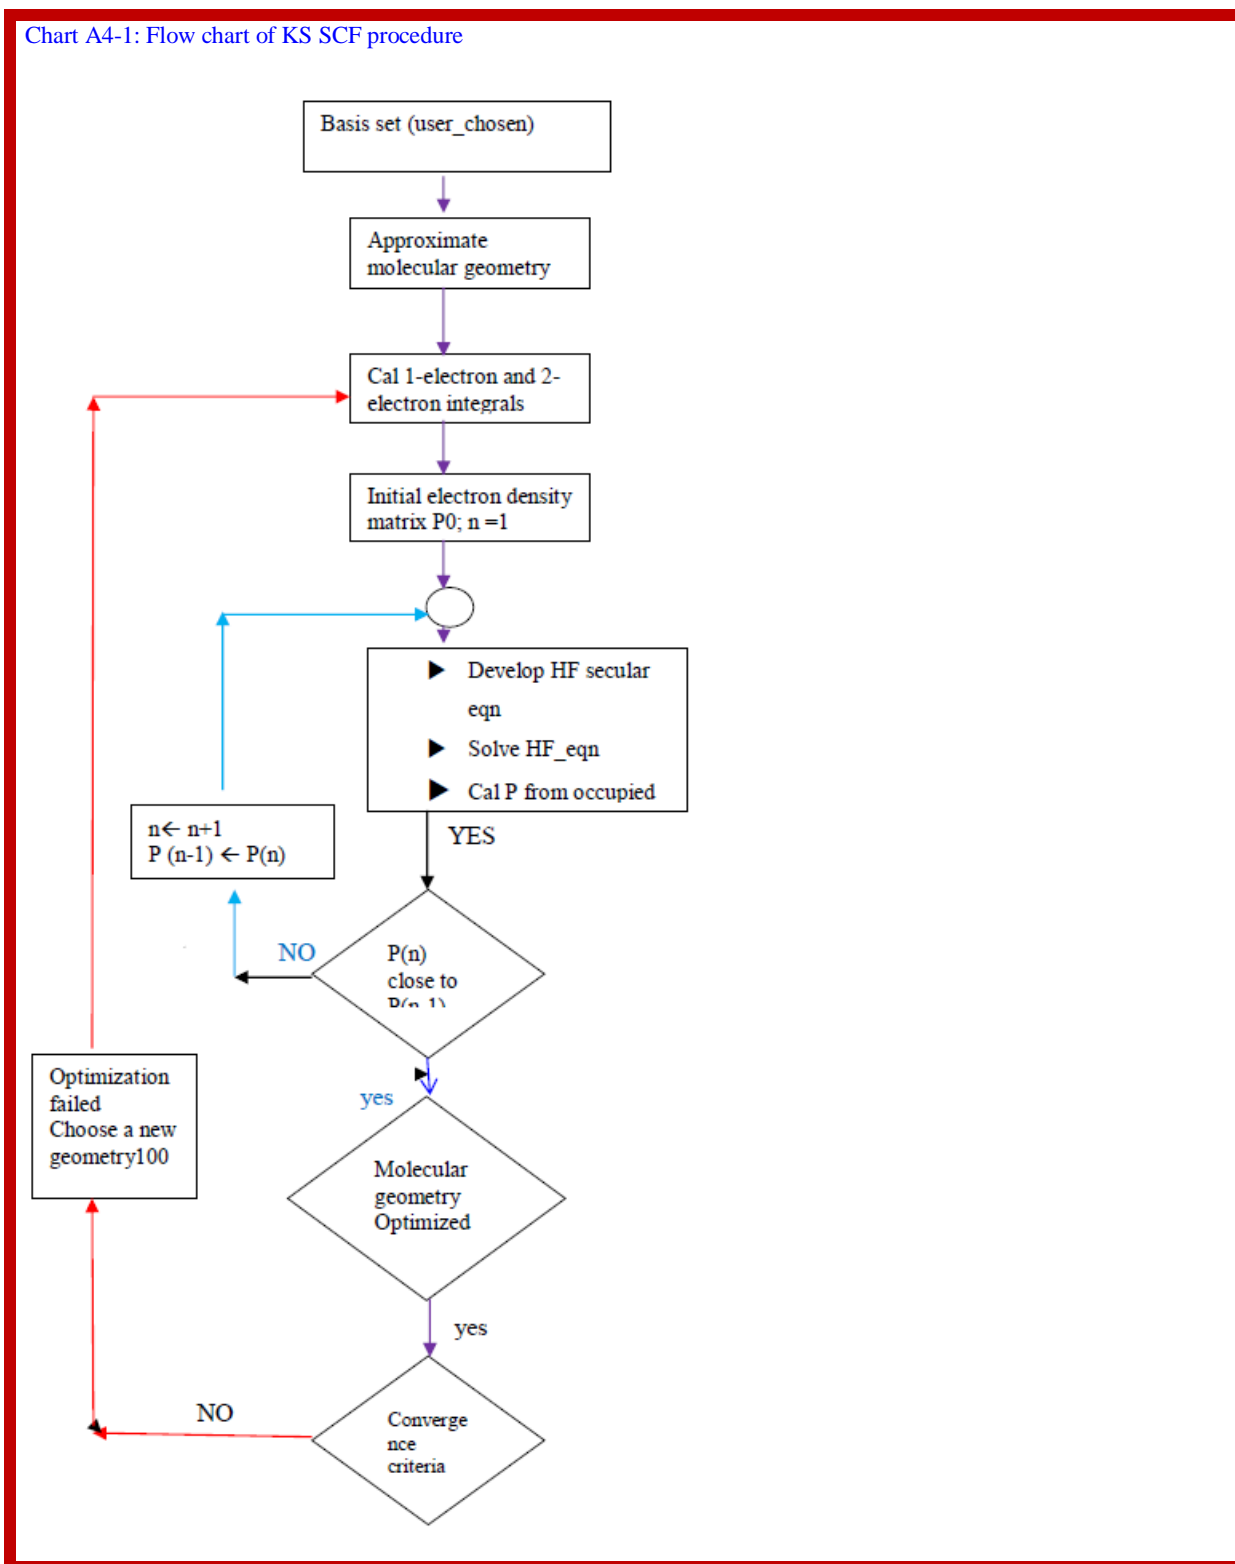 Chart A4-1: Flow chart of KS SCF procedure
Basis set (user_chosen)
Approximate
molecular geometry
Cal 1-electron and 2-
electron integrals
Initial electron density
matrix P0; n =1
▶ Develop HF secular
eqn
▶ Solve HF_eqn
▶ Cal P from occupied
n← n+1
P (n-1) ← P(n)
YES
NO
P(n)
close to
P(n-1)
Optimization
failed
Choose a new
geometry100
yes
Molecular
geometry
Optimized
yes
NO
Converge
nce
criteria